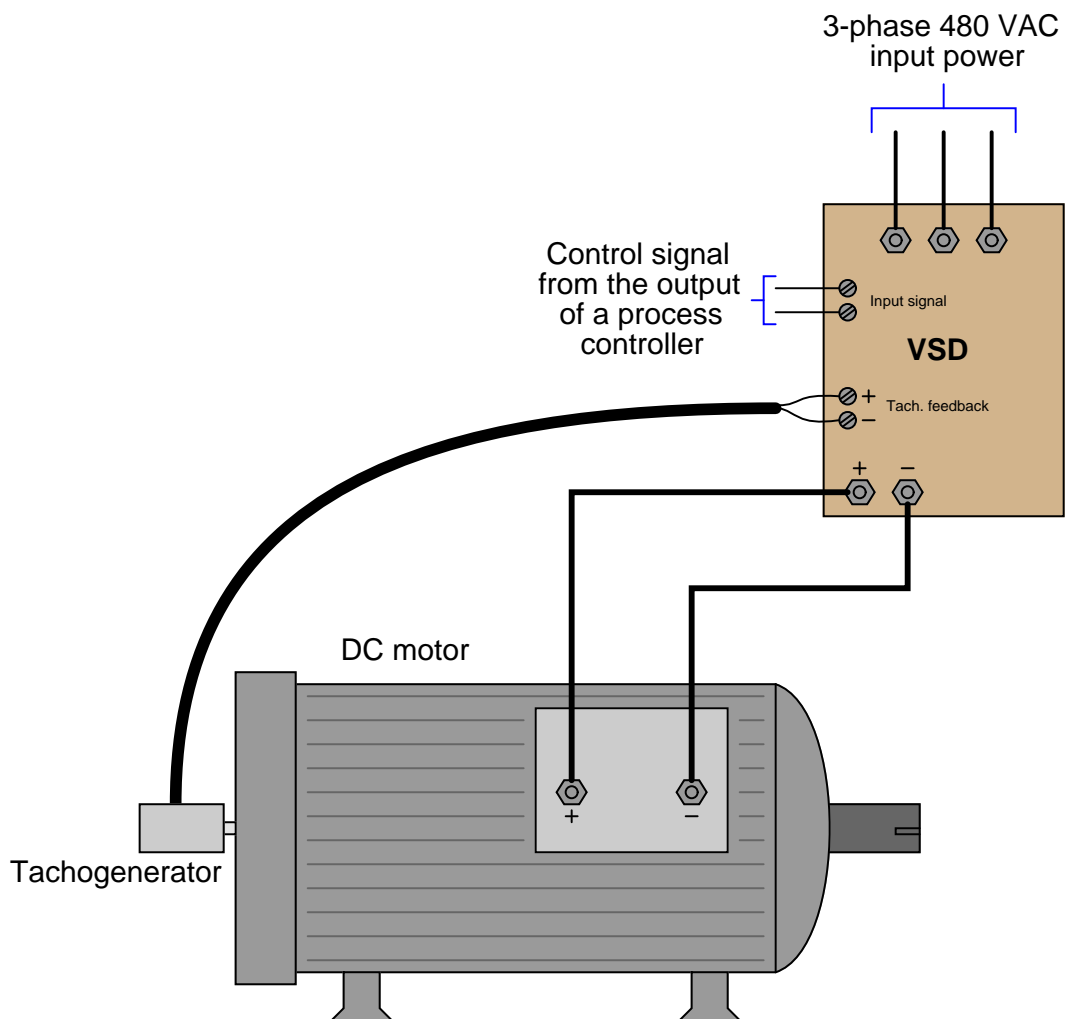 3-phase 480 VAC
input power
Control signal
from the output
of a process
controller
Input signal
VSD
+
Tach. feedback
−
+ −
DC motor
+ −
Tachogenerator